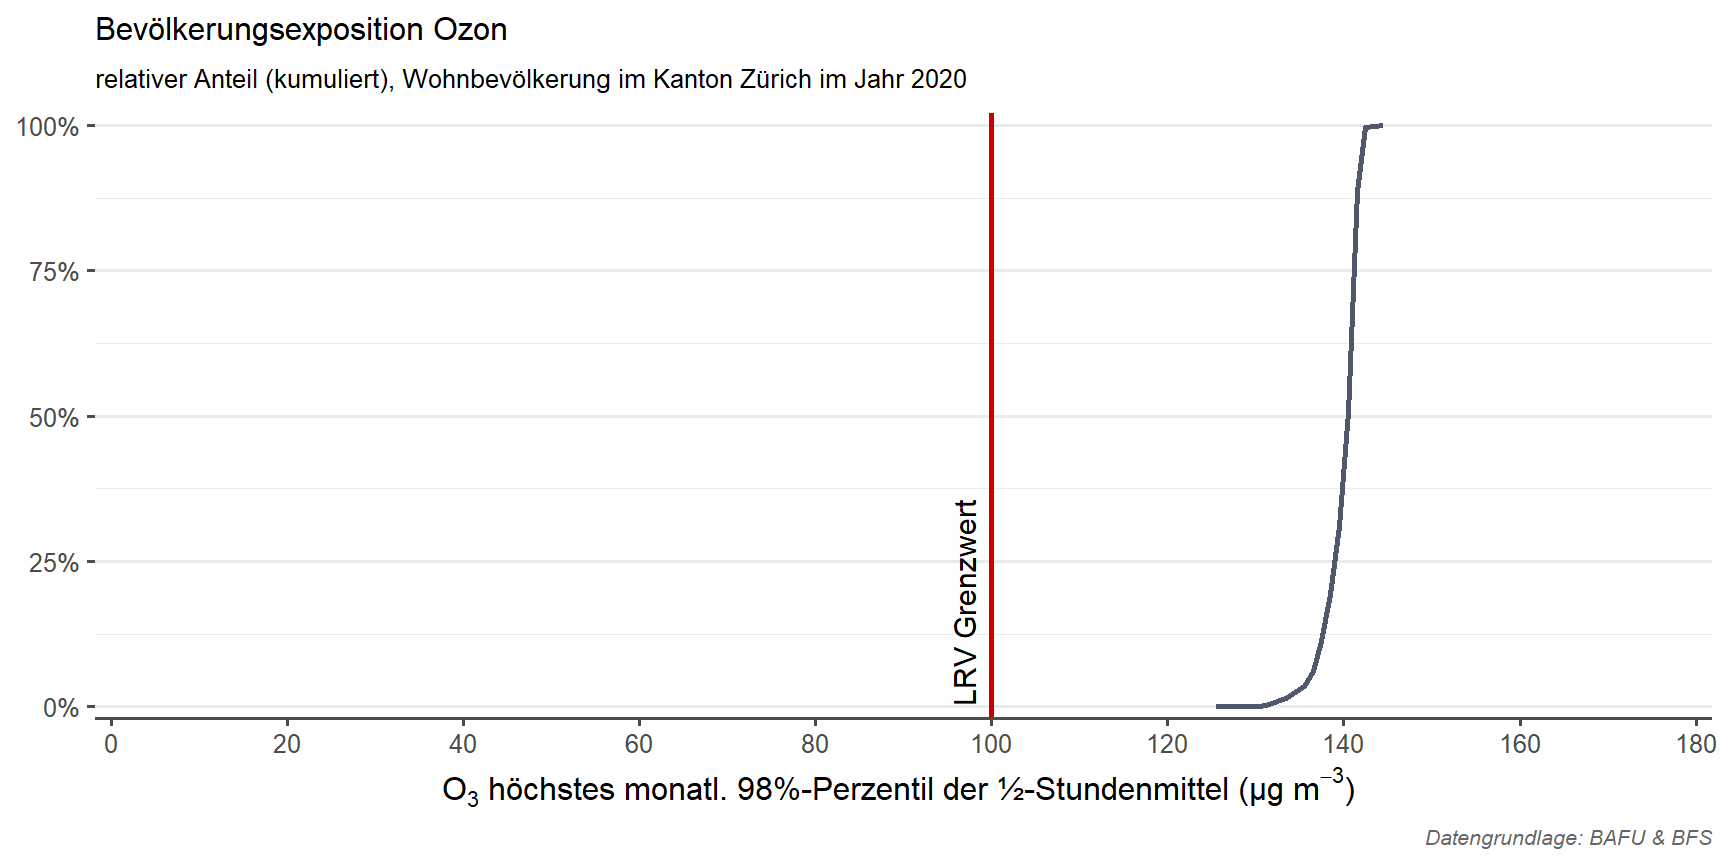 Bevölkerungsexposition Ozon
relativer Anteil (kumuliert), Wohnbevölkerung im Kanton Zürich im Jahr 2020
100%
75%
50%
25%
0%
LRV Grenzwert
0 20 40 60 80 100 120 140 160 180
O₃ höchstes monatl. 98%-Perzentil der ½-Stundenmittel (µg m⁻³)
Datengrundlage: BAFU & BFS